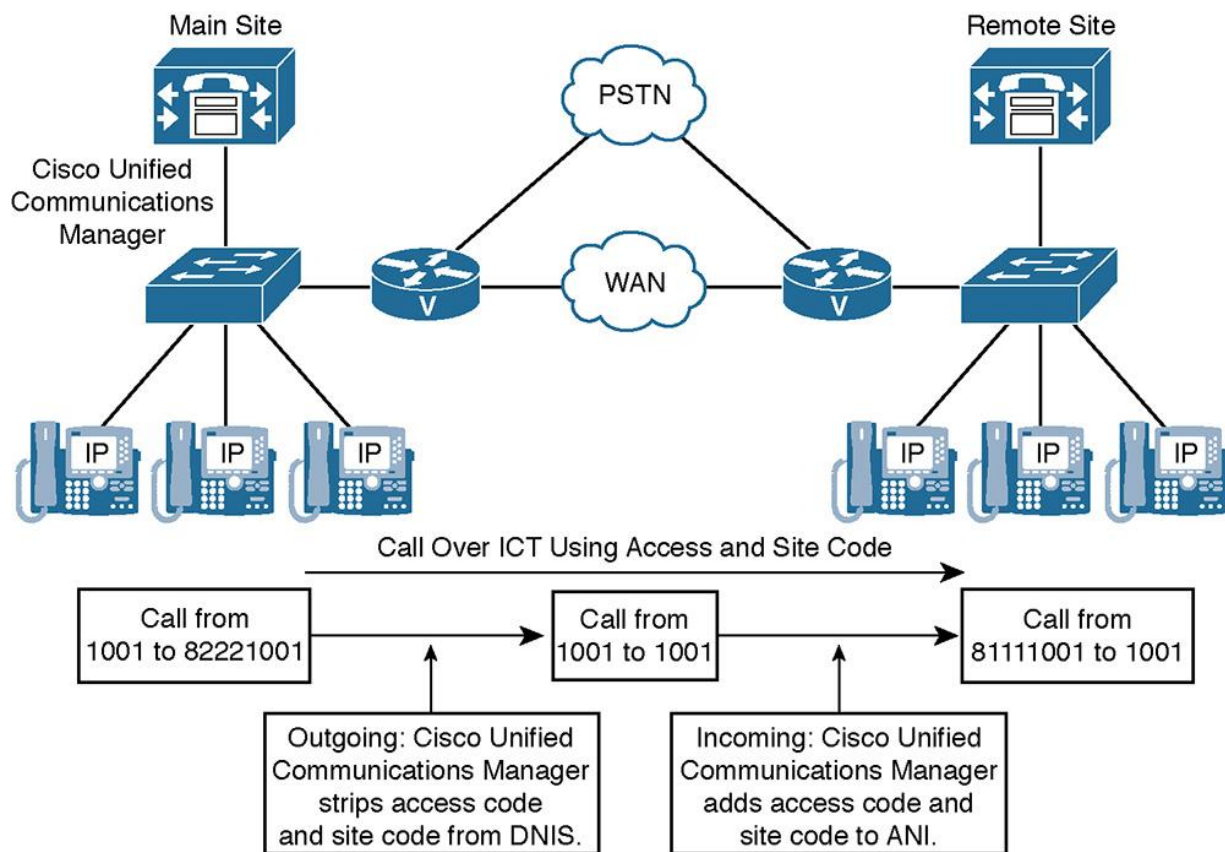 Main Site
Remote Site
PSTN
Cisco Unified
Communications
Manager
WAN
V
V
IP
IP
IP
IP
IP
IP
Call Over ICT Using Access and Site Code
Call from
1001 to 82221001
Call from
1001 to 1001
Call from
81111001 to 1001
Outgoing: Cisco Unified
Communications Manager
strips access code
and site code from DNIS.
Incoming: Cisco Unified
Communications Manager
adds access code and
site code to ANI.